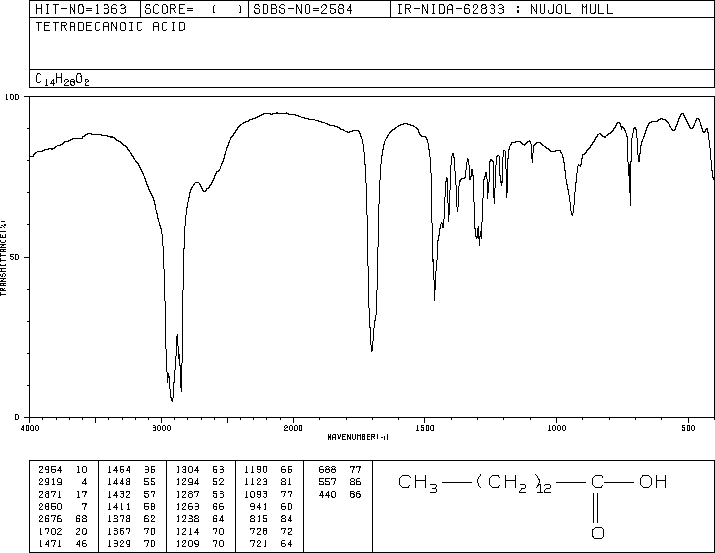 HIT-NO=1363 SCORE= ( ) SDBS-NO=2584 IR-NIDA-62833 : NUJOL MULL
TETRADECANOIC ACID
C14H28O2
100
TRANSMITTANCE(%)
50
0
4000 3000 2000 1500 1000 500
WAVENUMBER(-1)
2954 10 1464 36 1304 53 1190 66 688 77
2919 4 1448 55 1294 52 1123 81 557 86
2871 17 1432 57 1287 53 1093 77 440 86
2850 7 1411 60 1263 66 941 60
2676 68 1378 62 1238 64 815 84
1702 20 1367 70 1214 70 728 72
1471 46 1329 70 1209 70 721 64
CH3—(CH2)12—C—OH
O